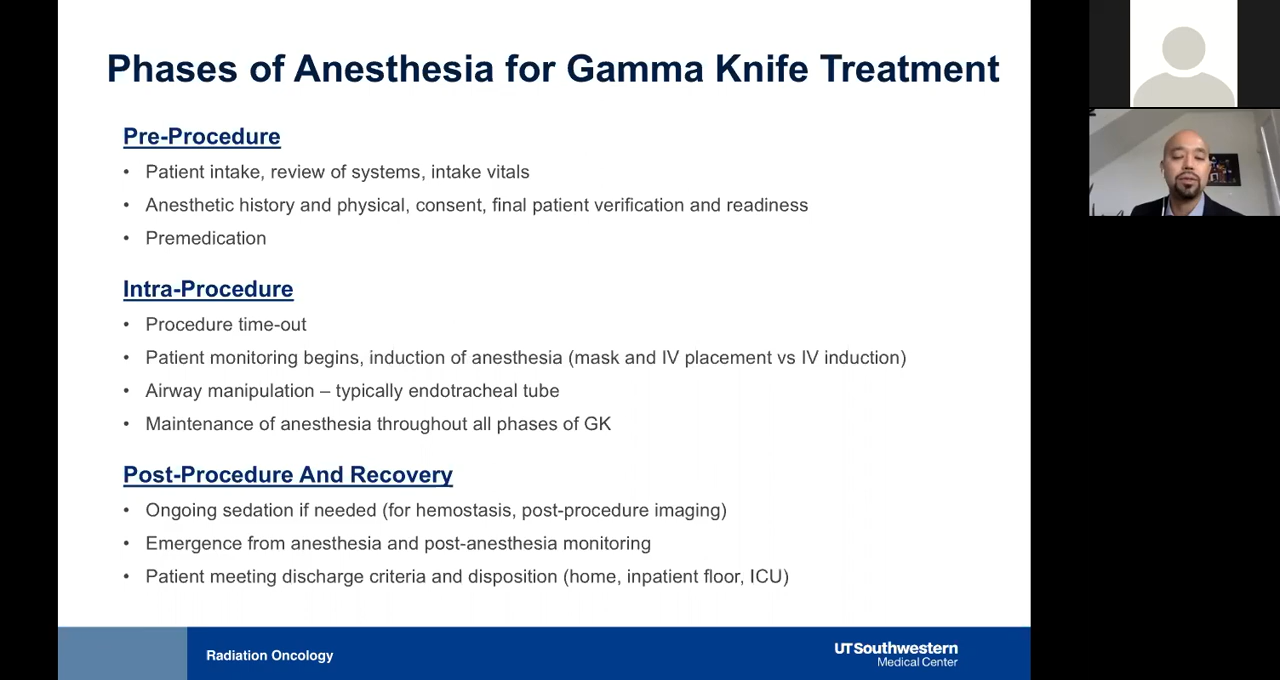 Phases of Anesthesia for Gamma Knife Treatment
Pre-Procedure
• Patient intake, review of systems, intake vitals
• Anesthetic history and physical, consent, final patient verification and readiness
• Premedication
Intra-Procedure
• Procedure time-out
• Patient monitoring begins, induction of anesthesia (mask and IV placement vs IV induction)
• Airway manipulation – typically endotracheal tube
• Maintenance of anesthesia throughout all phases of GK
Post-Procedure And Recovery
• Ongoing sedation if needed (for hemostasis, post-procedure imaging)
• Emergence from anesthesia and post-anesthesia monitoring
• Patient meeting discharge criteria and disposition (home, inpatient floor, ICU)
Radiation Oncology
UTSouthwestern
Medical Center